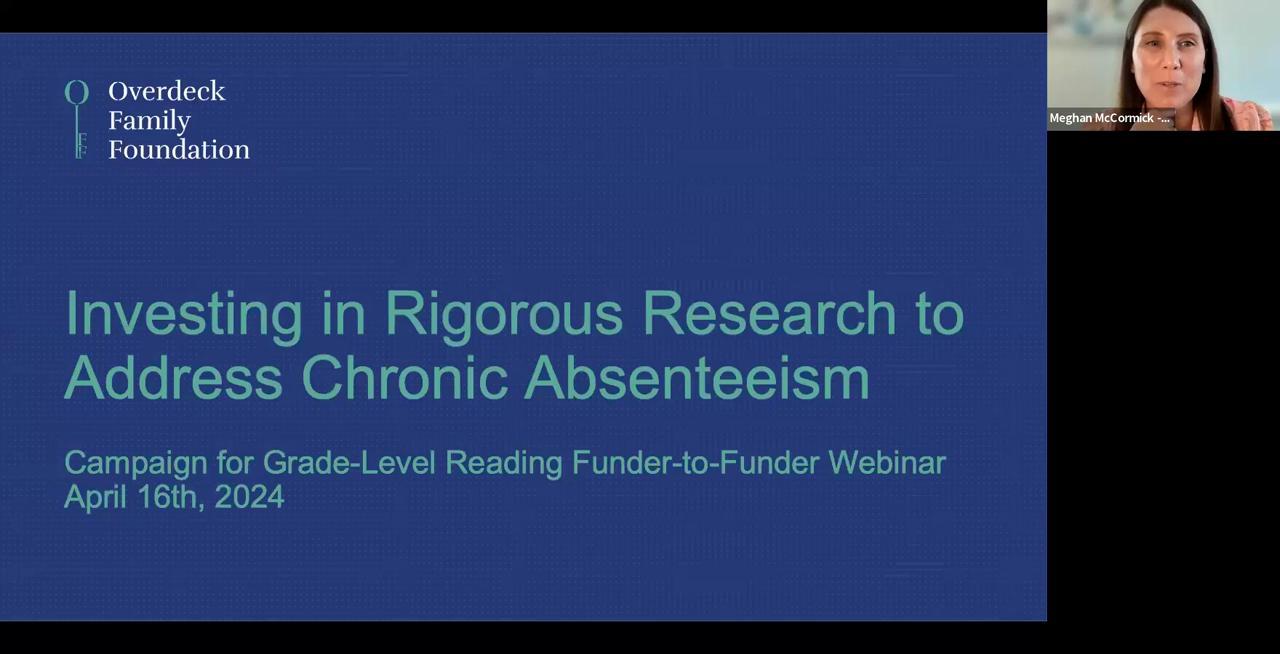 Overdeck
Family
Foundation
Meghan McCormick -...
Investing in Rigorous Research to
Address Chronic Absenteeism
Campaign for Grade-Level Reading Funder-to-Funder Webinar
April 16th, 2024